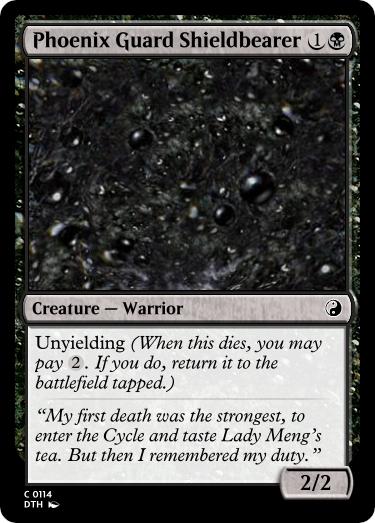 Phoenix Guard Shieldbearer 1
Creature — Warrior
Unyielding (When this dies, you may
pay 2. If you do, return it to the
battlefield tapped.)
“My first death was the strongest, to
enter the Cycle and taste Lady Meng’s
tea. But then I remembered my duty.”
2/2
C 0114
DTH